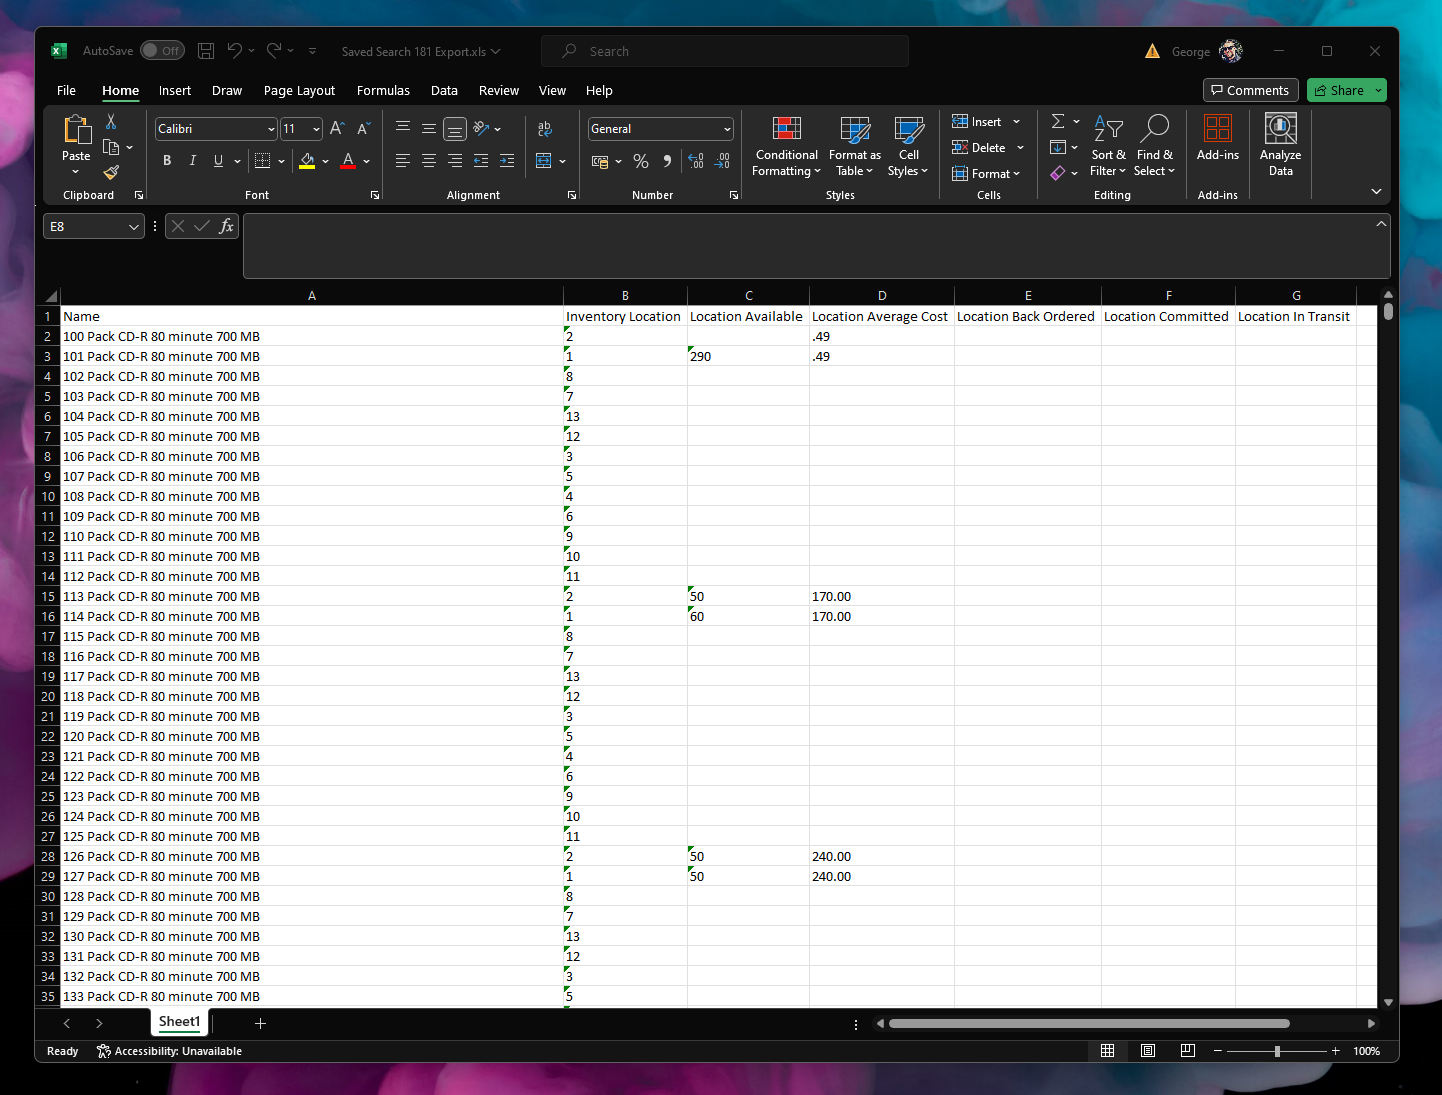 AutoSave Off Saved Search 181 Export.xls Search George
File Home Insert Draw Page Layout Formulas Data Review View Help Comments Share
Paste
Clipboard
Calibri 11 A A
B I U A
Font
ab
Alignment
General
% 9 .00 .00
Number
Conditional Formatting
Format as Table
Cell Styles
Styles
Insert
Delete
Format
Cells
Sort & Filter
Find & Select
Editing
Add-ins
Add-ins
Analyze Data
E8 fx
A B C D E F G
1 Name Inventory Location Location Available Location Average Cost Location Back Ordered Location Committed Location In Transit
2 100 Pack CD-R 80 minute 700 MB 2 .49
3 101 Pack CD-R 80 minute 700 MB 1 290 .49
4 102 Pack CD-R 80 minute 700 MB 8
5 103 Pack CD-R 80 minute 700 MB 7
6 104 Pack CD-R 80 minute 700 MB 13
7 105 Pack CD-R 80 minute 700 MB 12
8 106 Pack CD-R 80 minute 700 MB 3
9 107 Pack CD-R 80 minute 700 MB 5
10 108 Pack CD-R 80 minute 700 MB 4
11 109 Pack CD-R 80 minute 700 MB 6
12 110 Pack CD-R 80 minute 700 MB 9
13 111 Pack CD-R 80 minute 700 MB 10
14 112 Pack CD-R 80 minute 700 MB 11
15 113 Pack CD-R 80 minute 700 MB 2 50 170.00
16 114 Pack CD-R 80 minute 700 MB 1 60 170.00
17 115 Pack CD-R 80 minute 700 MB 8
18 116 Pack CD-R 80 minute 700 MB 7
19 117 Pack CD-R 80 minute 700 MB 13
20 118 Pack CD-R 80 minute 700 MB 12
21 119 Pack CD-R 80 minute 700 MB 3
22 120 Pack CD-R 80 minute 700 MB 5
23 121 Pack CD-R 80 minute 700 MB 4
24 122 Pack CD-R 80 minute 700 MB 6
25 123 Pack CD-R 80 minute 700 MB 9
26 124 Pack CD-R 80 minute 700 MB 10
27 125 Pack CD-R 80 minute 700 MB 11
28 126 Pack CD-R 80 minute 700 MB 2 50 240.00
29 127 Pack CD-R 80 minute 700 MB 1 50 240.00
30 128 Pack CD-R 80 minute 700 MB 8
31 129 Pack CD-R 80 minute 700 MB 7
32 130 Pack CD-R 80 minute 700 MB 13
33 131 Pack CD-R 80 minute 700 MB 12
34 132 Pack CD-R 80 minute 700 MB 3
35 133 Pack CD-R 80 minute 700 MB 5
Sheet1
Ready Accessibility: Unavailable 100%